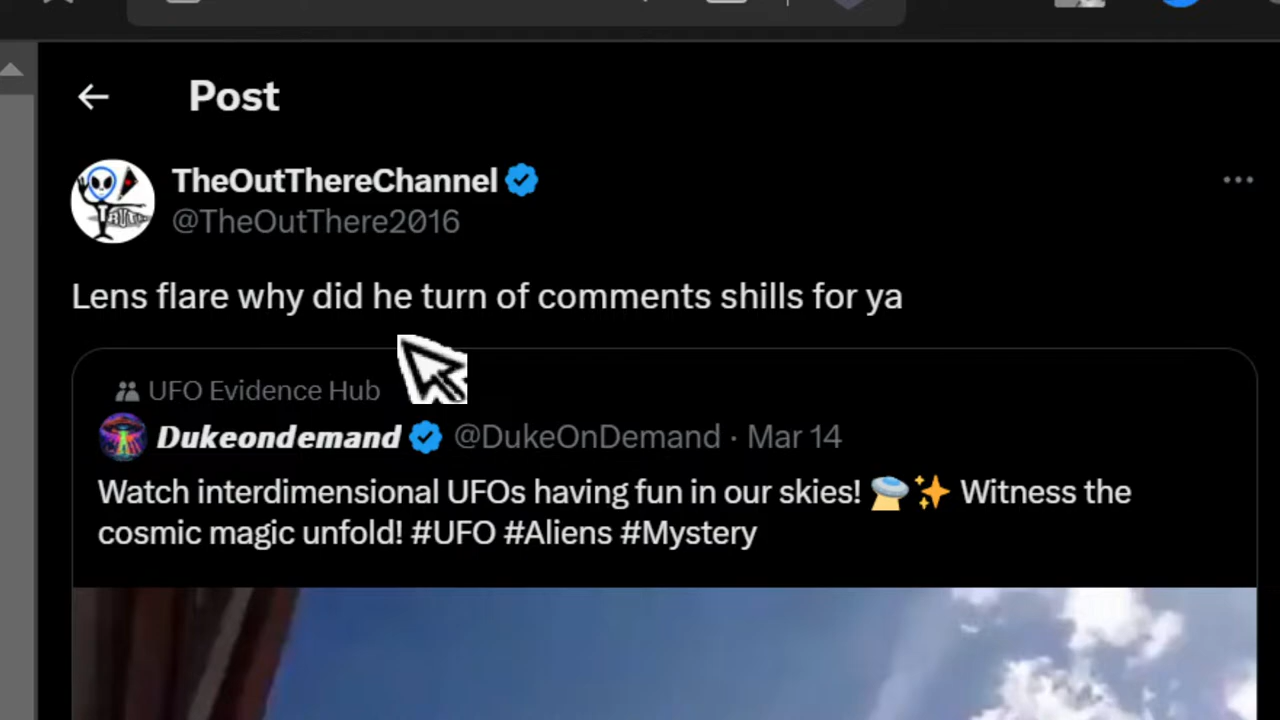 Post
TheOutThereChannel
@TheOutThere2016
Lens flare why did he turn of comments shills for ya
UFO Evidence Hub
Dukeondemand @DukeOnDemand · Mar 14
Watch interdimensional UFOs having fun in our skies! 🛸✨ Witness the
cosmic magic unfold! #UFO #Aliens #Mystery